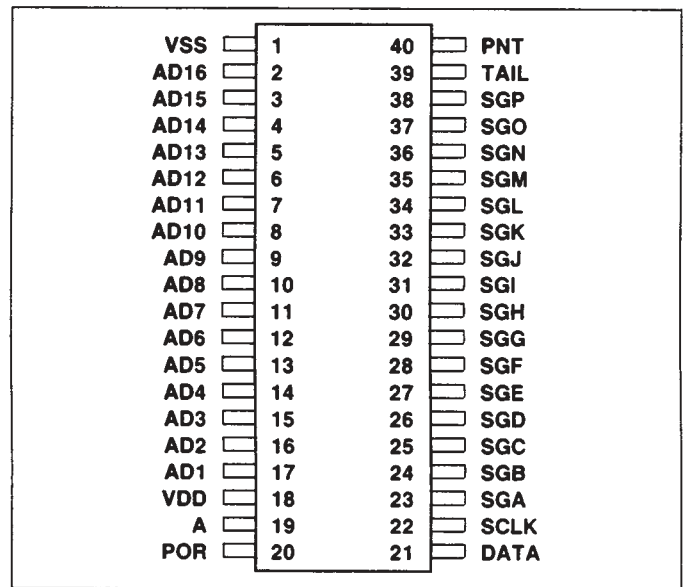 VSS 1 40 PNT
AD16 2 39 TAIL
AD15 3 38 SGP
AD14 4 37 SGO
AD13 5 36 SGN
AD12 6 35 SGM
AD11 7 34 SGL
AD10 8 33 SGK
AD9 9 32 SGJ
AD8 10 31 SGI
AD7 11 30 SGH
AD6 12 29 SGG
AD5 13 28 SGF
AD4 14 27 SGE
AD3 15 26 SGD
AD2 16 25 SGC
AD1 17 24 SGB
VDD 18 23 SGA
A 19 22 SCLK
POR 20 21 DATA